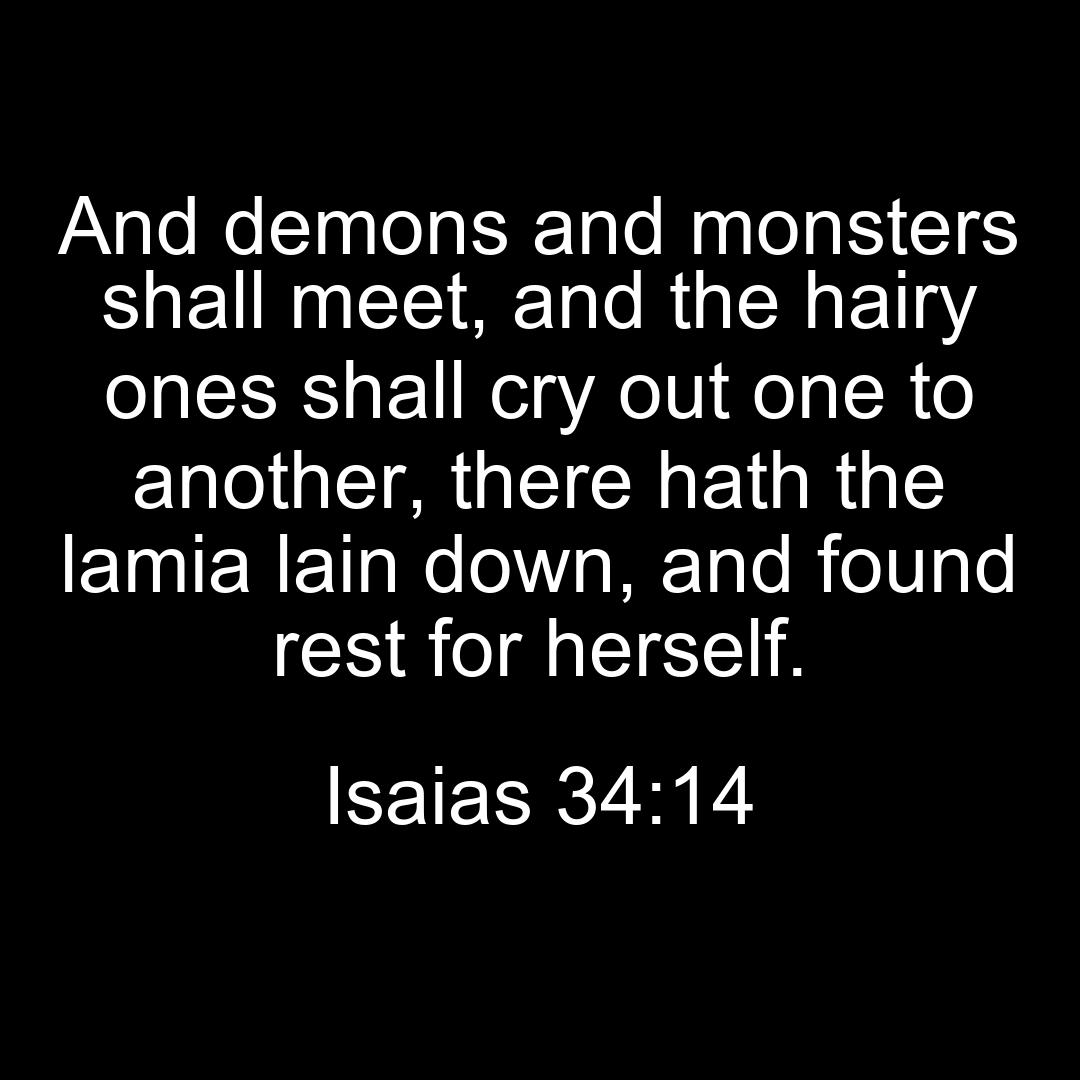 And demons and monsters
shall meet, and the hairy
ones shall cry out one to
another, there hath the
lamia lain down, and found
rest for herself.
Isaias 34:14